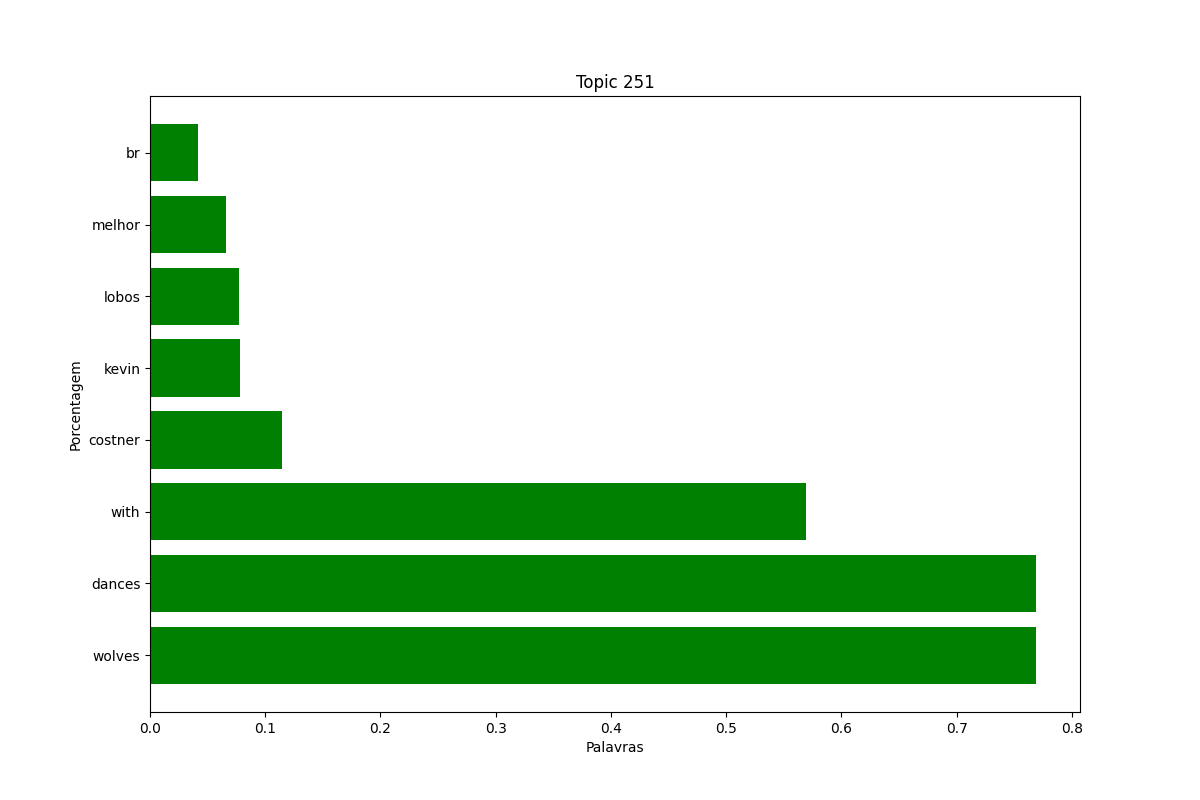 Topic 251
br
melhor
lobos
kevin
costner
with
dances
wolves
Porcentagem
0.0 0.1 0.2 0.3 0.4 0.5 0.6 0.7 0.8
Palavras